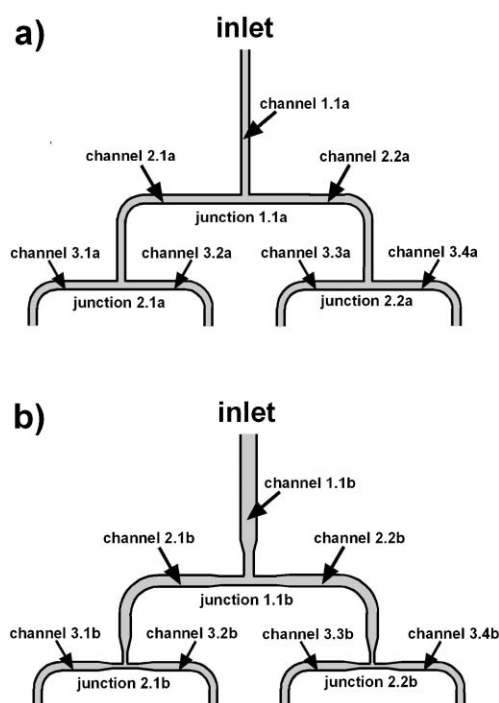 a)
inlet
channel 1.1a
channel 2.1a
channel 2.2a
junction 1.1a
channel 3.1a
channel 3.2a
channel 3.3a
channel 3.4a
junction 2.1a
junction 2.2a
b)
inlet
channel 1.1b
channel 2.1b
channel 2.2b
junction 1.1b
channel 3.1b
channel 3.2b
channel 3.3b
channel 3.4b
junction 2.1b
junction 2.2b